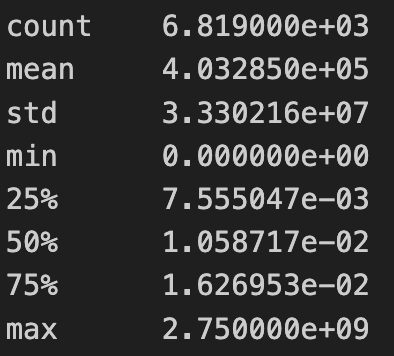 count 6.819000e+03
mean 4.032850e+05
std 3.330216e+07
min 0.000000e+00
25% 7.555047e-03
50% 1.058717e-02
75% 1.626953e-02
max 2.750000e+09